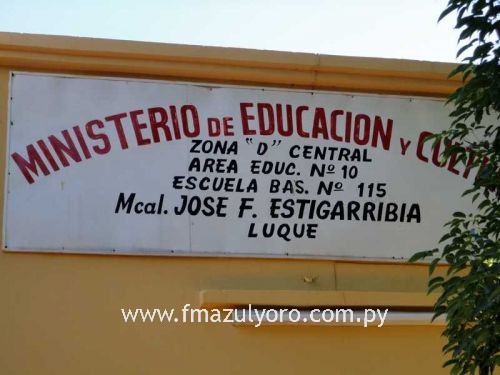 MINISTERIO DE EDUCACION Y
ZONA "D" CENTRAL
AREA EDUC. Nº 10
ESCUELA BAS. Nº 115
Mcal. JOSE F. ESTIGARRIBIA
LUQUE
www.fmazulyoro.com.py